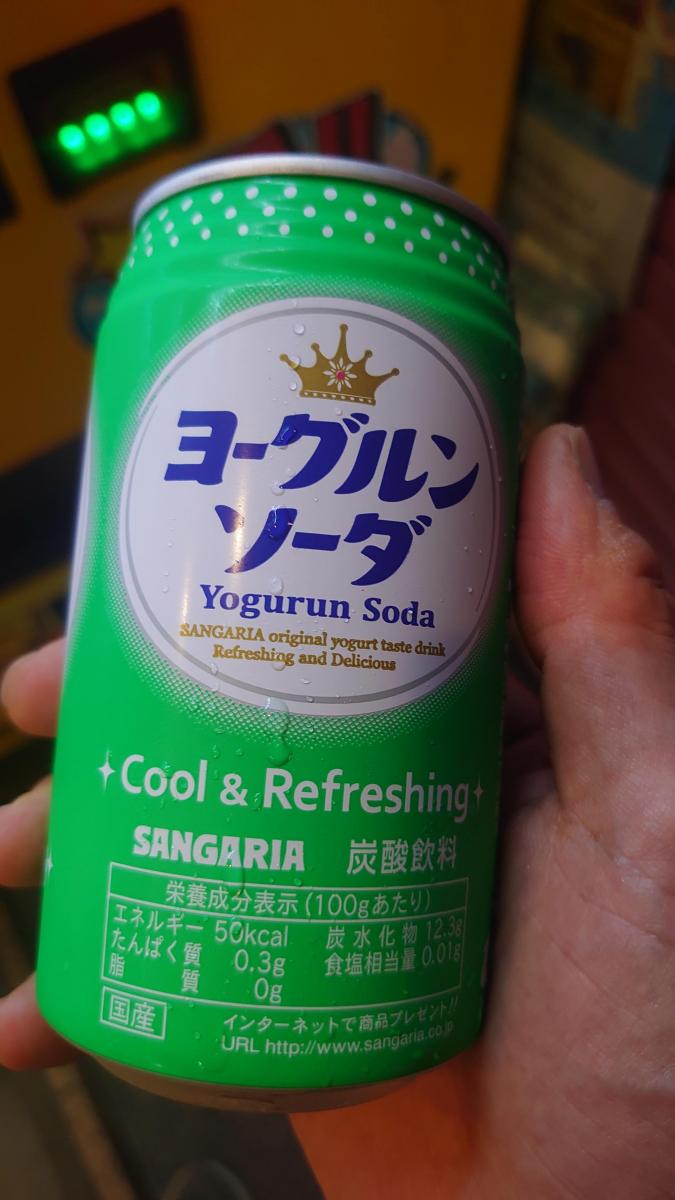 ヨーグルン
ソーダ
Yogurun Soda
SANGARIA original yogurt taste drink
Refreshing and Delicious
Cool & Refreshing
SANGARIA 炭酸飲料
栄養成分表示(100gあたり)
エネルギー 50kcal 炭水化物 12.3g
たんぱく質 0.3g 食塩相当量 0.01g
脂質 0g
国産 インターネットで商品プレゼント!!
URL http://www.sangaria.co.jp